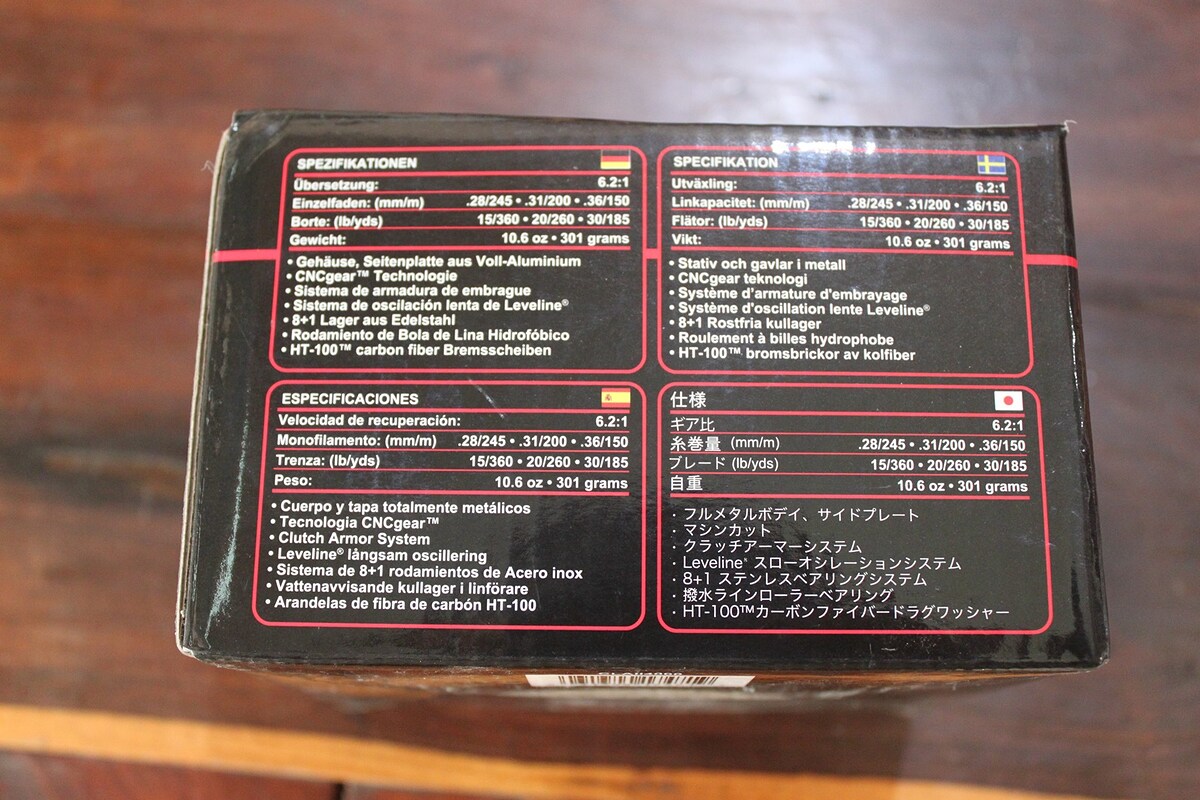 SPEZIFIKATIONEN
Übersetzung: 6.2:1
Einzelfaden: (mm/m) .28/245 • .31/200 • .36/150
Borte: (lb/yds) 15/360 • 20/260 • 30/185
Gewicht: 10.6 oz • 301 grams
• Gehäuse, Seitenplatte aus Voll-Aluminium
• CNCgear™ Technologie
• Sistema de armadura de embrague
• Sistema de oscilación lenta de Leveline®
• 8+1 Lager aus Edelstahl
• Rodamiento de Bola de Lina Hidrofóbico
• HT-100™ carbon fiber Bremsscheiben
SPECIFIKATION
Utväxling: 6.2:1
Linkapacitet: (mm/m) .28/245 • .31/200 • .36/150
Flätor: (lb/yds) 15/360 • 20/260 • 30/185
Vikt: 10.6 oz • 301 grams
• Stativ och gavlar i metall
• CNCgear teknologi
• Système d'armature d'embrayage
• Système d'oscillation lente Leveline®
• 8+1 Rostfria kullager
• Roulement à billes hydrophobe
• HT-100™ bromsbrickor av kolfiber
ESPECIFICACIONES
Velocidad de recuperación: 6.2:1
Monofilamento: (mm/m) .28/245 • .31/200 • .36/150
Trenza: (lb/yds) 15/360 • 20/260 • 30/185
Peso: 10.6 oz • 301 grams
• Cuerpo y tapa totalmente metálicos
• Tecnologia CNCgear™
• Clutch Armor System
• Leveline® långsam oscillering
• Sistema de 8+1 rodamientos de Acero inox
• Vattenavvisande kullager i linförare
• Arandelas de fibra de carbón HT-100
仕様
ギア比 6.2:1
糸巻量 (mm/m) .28/245 • .31/200 • .36/150
ブレード (lb/yds) 15/360 • 20/260 • 30/185
自重 10.6 oz • 301 grams
・ フルメタルボディ、サイドプレート
・ マシンカット
・ クラッチアーマーシステム
・ Leveline® スローオシレーションシステム
・ 8+1 ステンレスベアリングシステム
・ 撥水ラインローラーベアリング
・ HT-100™カーボンファイバードラグワッシャー